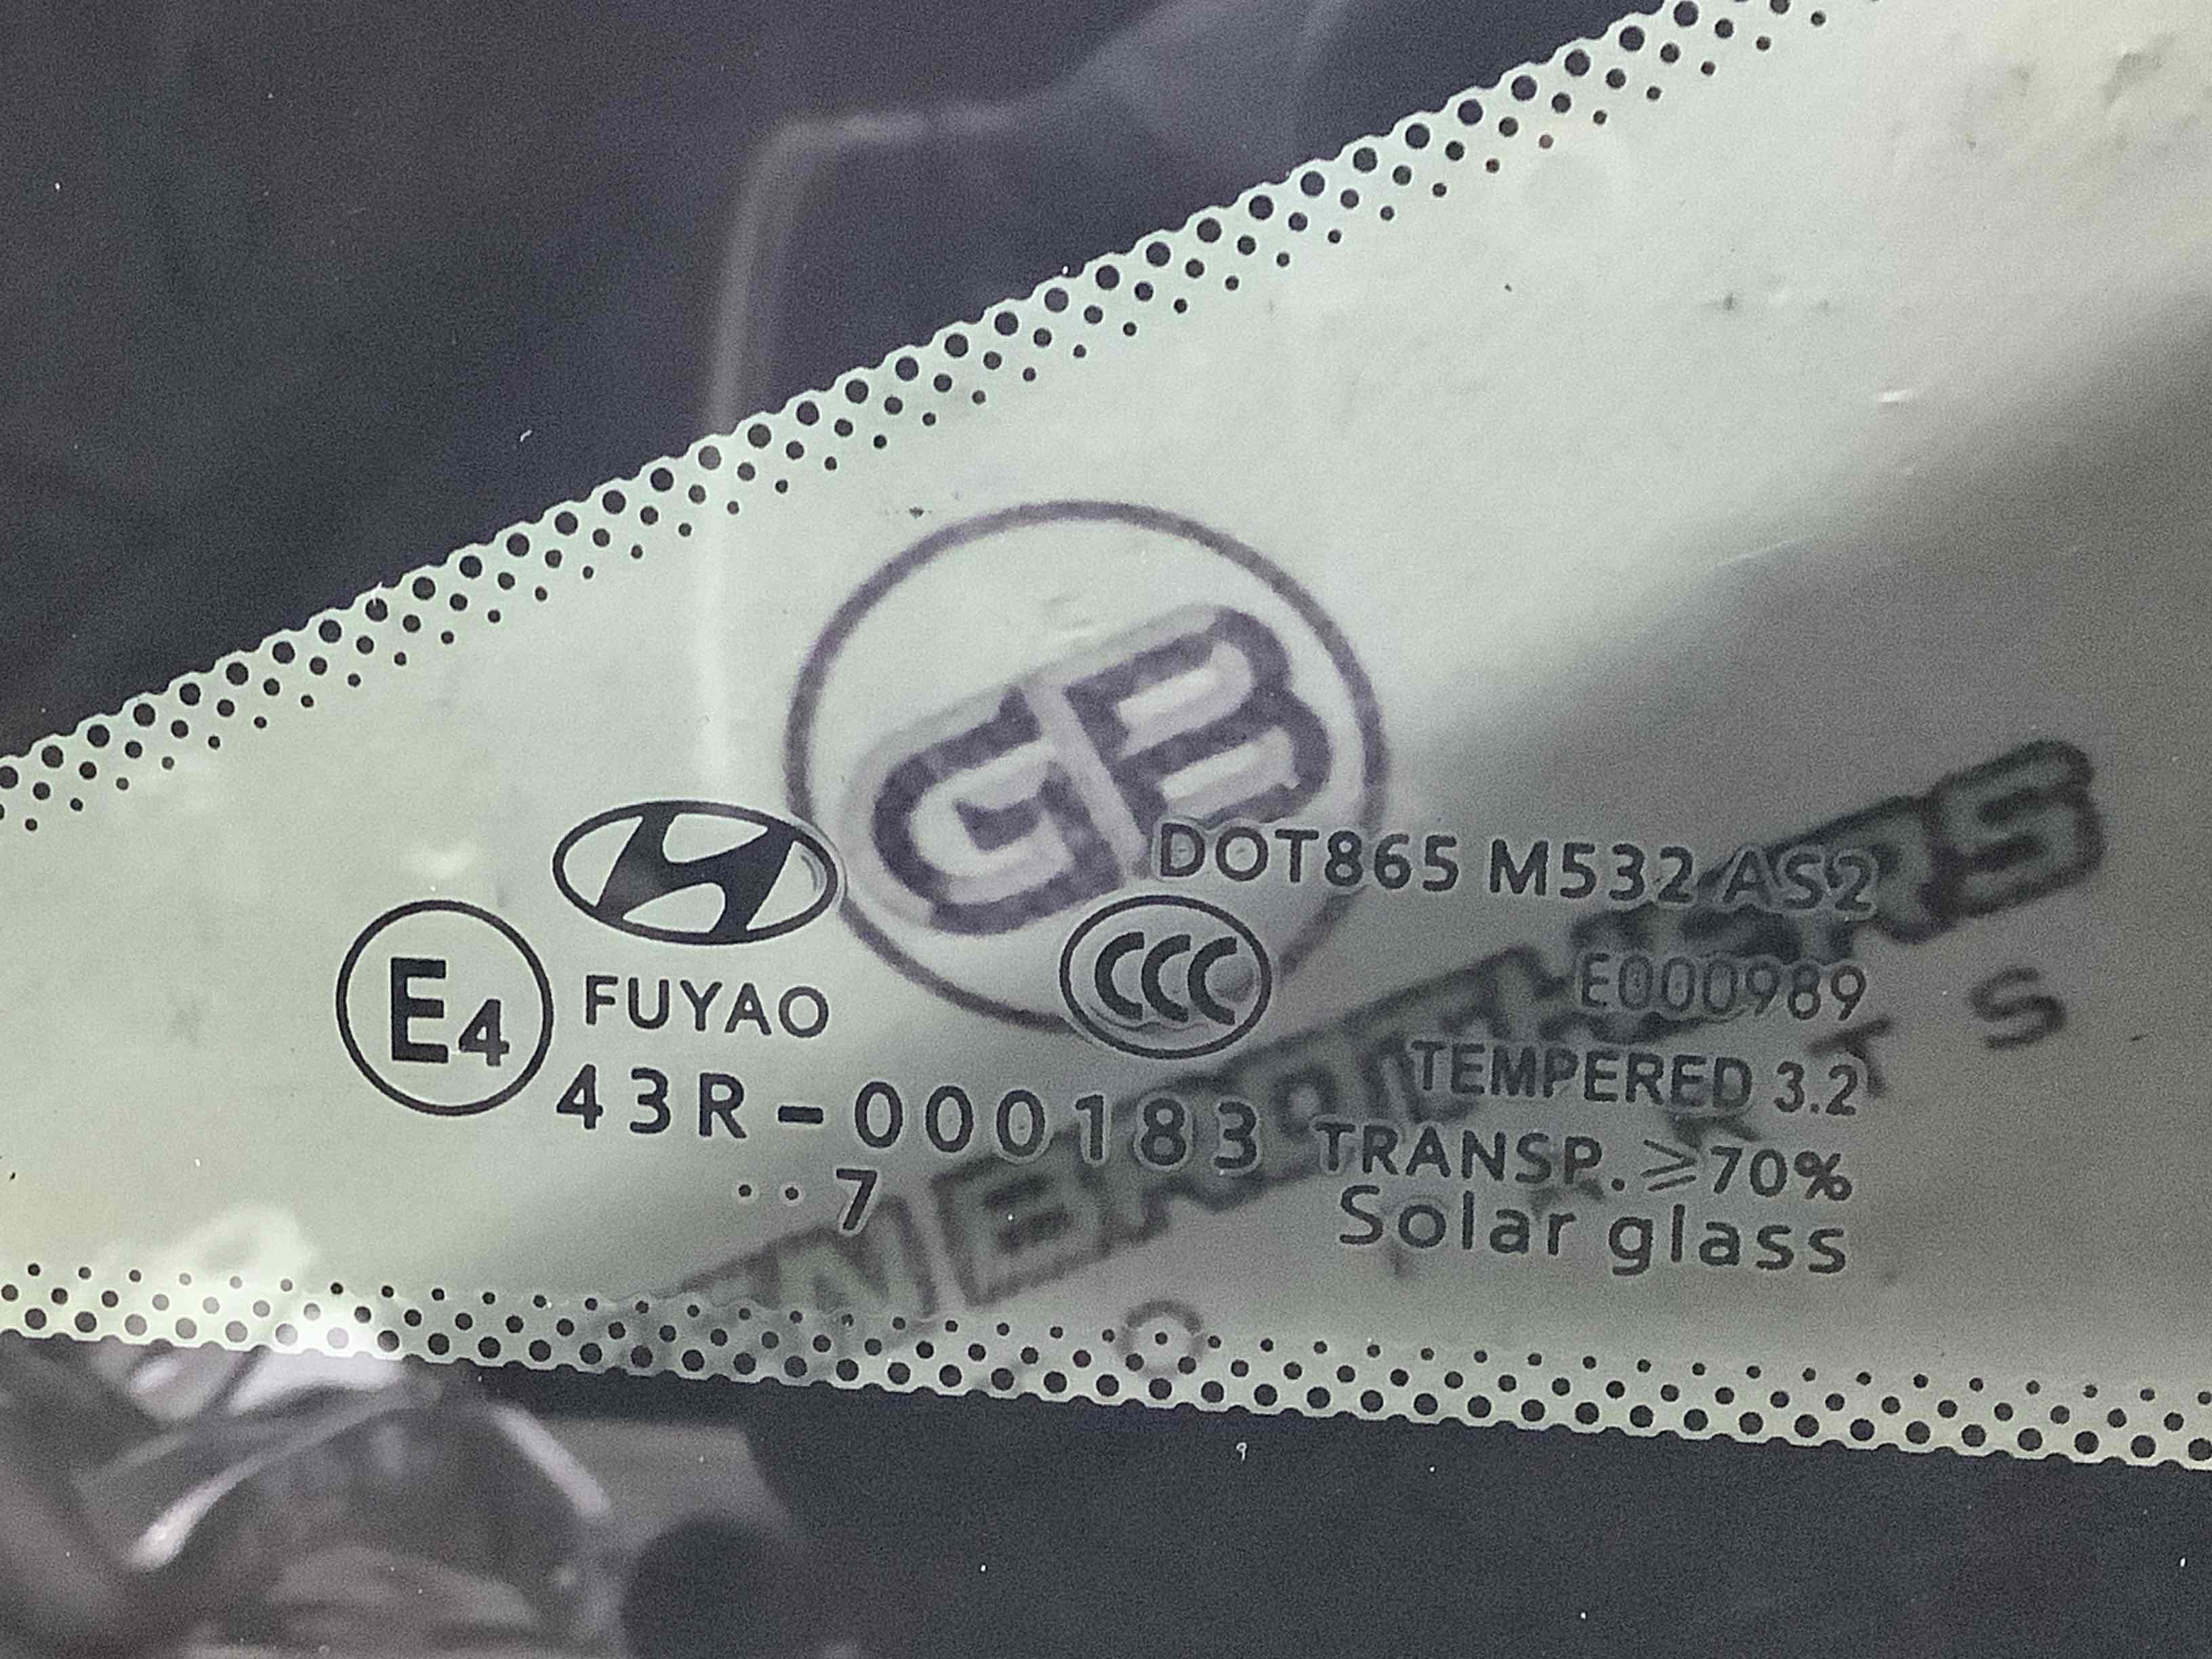 GB
DOT865 M532 AS2
E4
FUYAO
CCC
E000989
43R-000183
TEMPERED 3.2
TRANSP.⩾70%
··7
Solar glass